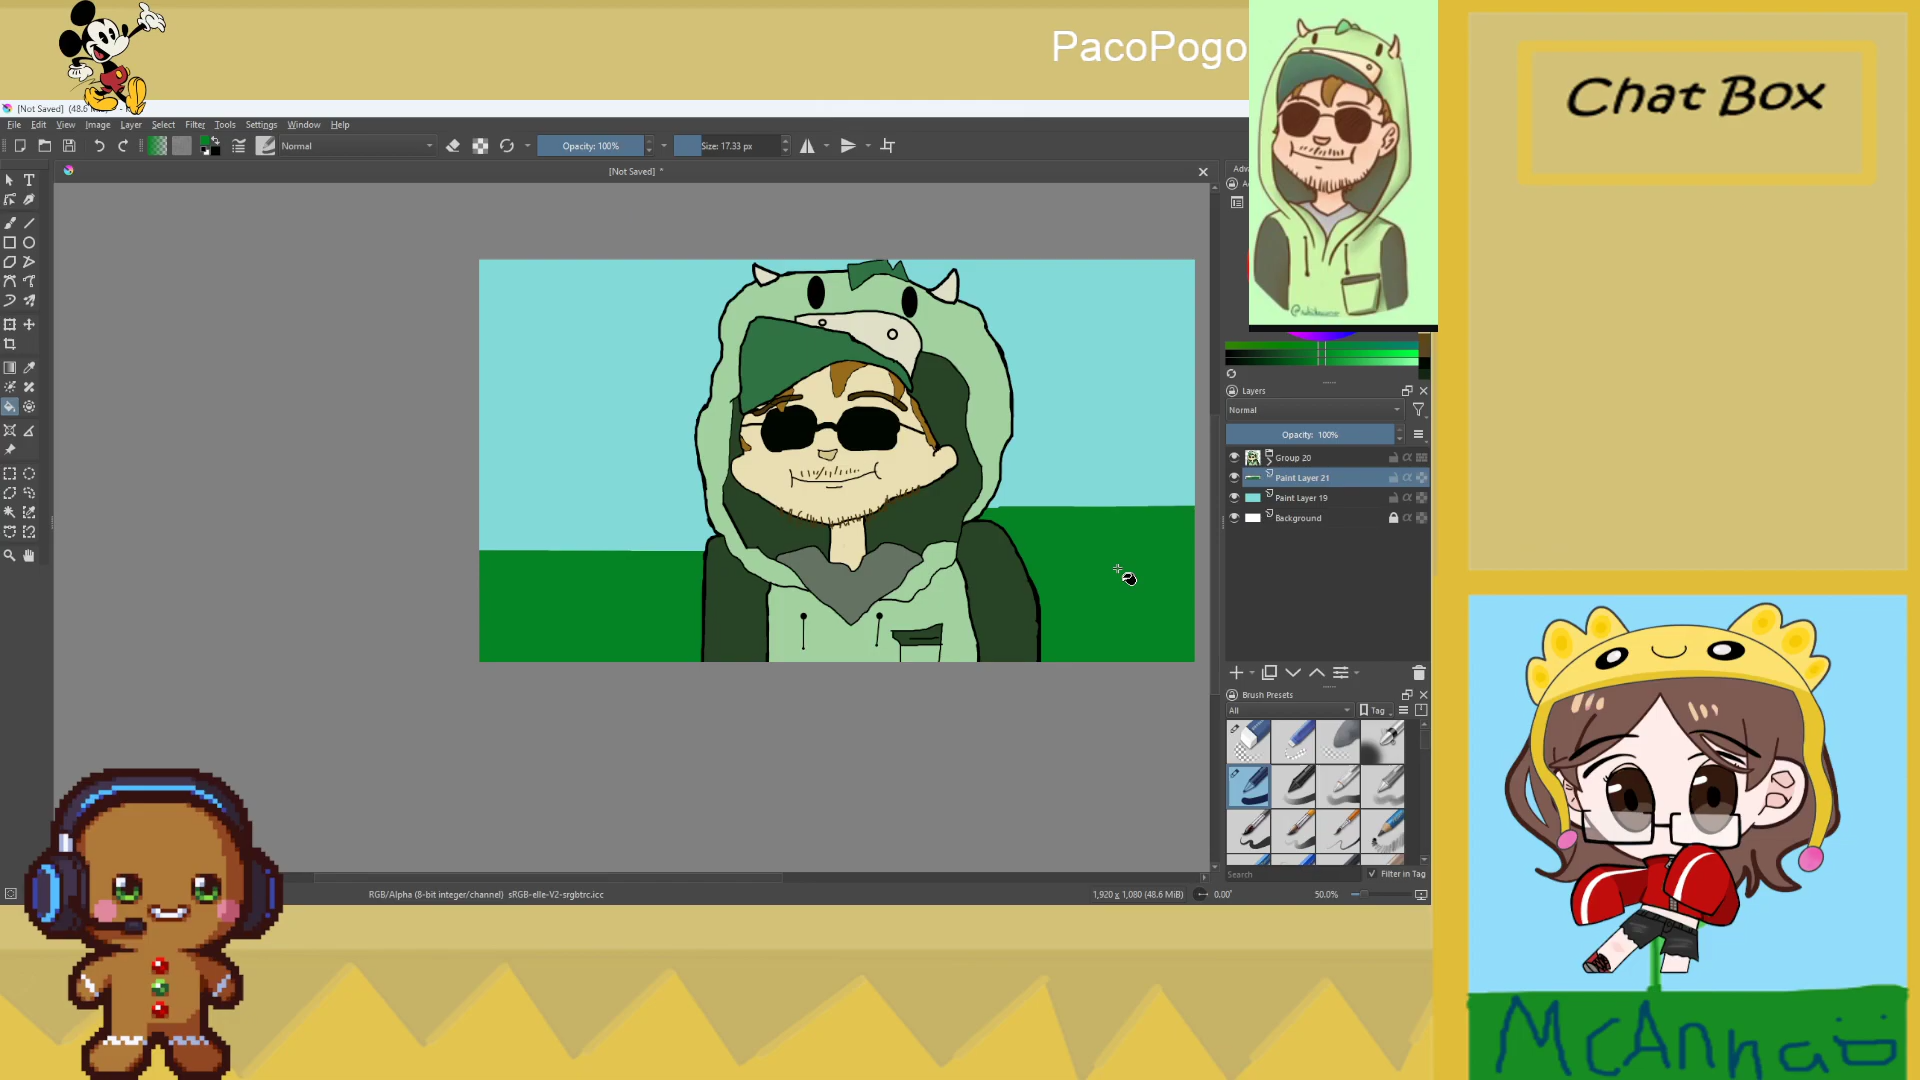 PacoPogo
Chat Box
[Not Saved] (48.6 M
File Edit View Image Layer Select Filter Tools Settings Window Help
Normal
Opacity: 100%
Size: 17.33 px
[Not Saved] *
Layers
Normal
Opacity: 100%
Group 20
Paint Layer 21
Paint Layer 19
Background
Brush Presets
All
Tag
Search
Filter in Tag
RGB/Alpha (8-bit integer/channel) sRGB-elle-V2-srgbtrc.icc
1,920 x 1,080 (48.6 MiB)
0.00°
50.0%
McAnna